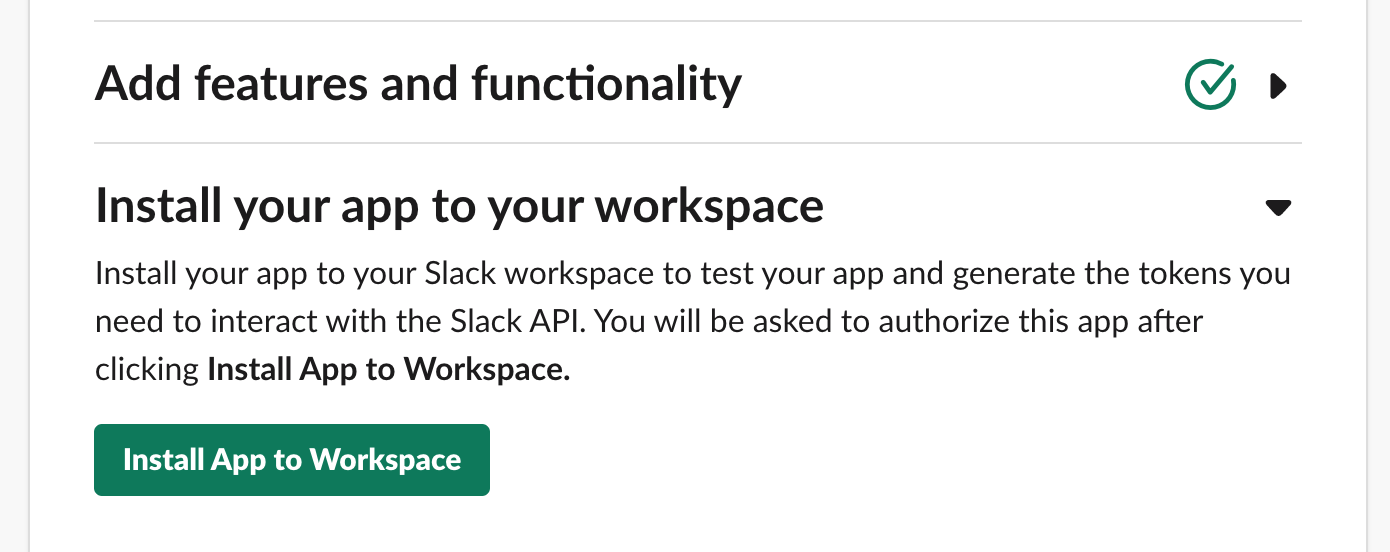 Add features and functionality
Install your app to your workspace
Install your app to your Slack workspace to test your app and generate the tokens you
need to interact with the Slack API. You will be asked to authorize this app after
clicking Install App to Workspace.
Install App to Workspace